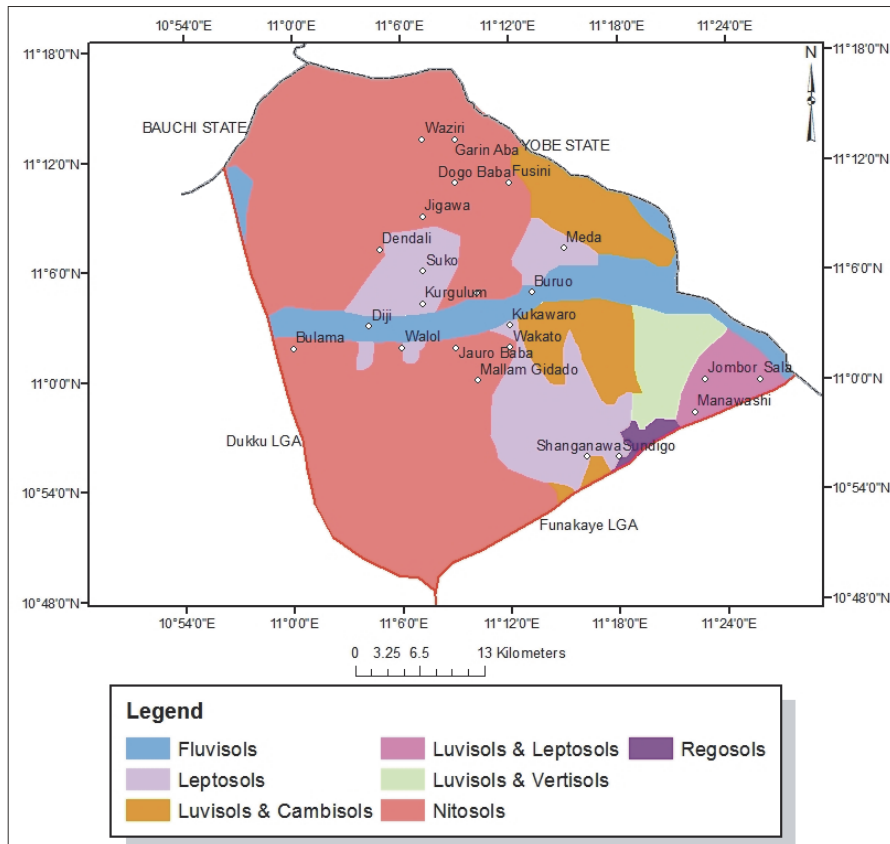 10°54'0"E 11°0'0"E 11°6'0"E 11°12'0"E 11°18'0"E 11°24'0"E
11°18'0"N 11°18'0"N
N
BAUCHI STATE
Waziri
YOBE STATE
Garin Aba
11°12'0"N 11°12'0"N
Dogo Baba Fusini
Jigawa
Dendali Meda
Suko
11°6'0"N 11°6'0"N
Kurgulum Buruo
Diji Kukawaro
Bulama Walol Wakato
Jauro Baba
11°0'0"N 11°0'0"N
Mallam Gidado Jombor Sala
Manawashi
Dukku LGA Shanganawa Sundigo
10°54'0"N 10°54'0"N
Funakaye LGA
10°48'0"N 10°48'0"N
10°54'0"E 11°0'0"E 11°6'0"E 11°12'0"E 11°18'0"E 11°24'0"E
0 3.25 6.5 13 Kilometers
Legend
Fluvisols Luvisols & Leptosols Regosols
Leptosols Luvisols & Vertisols
Luvisols & Cambisols Nitosols